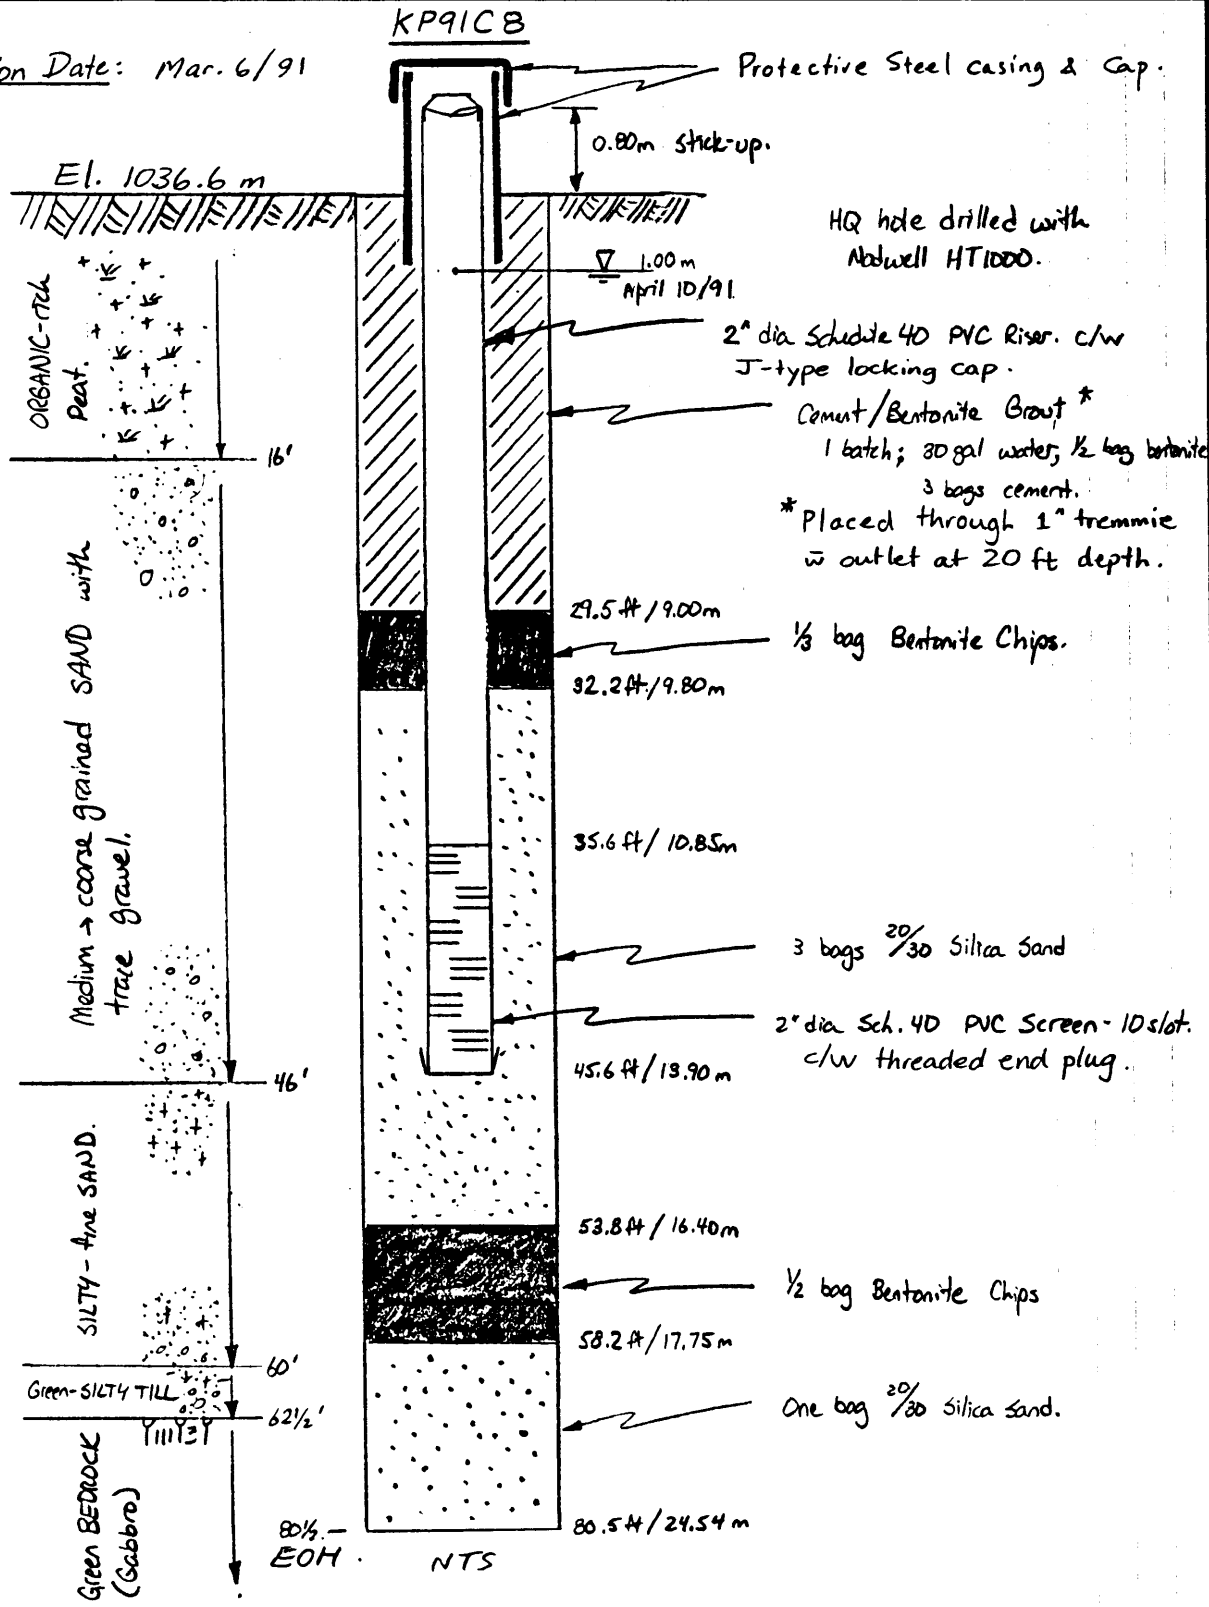 KP91C8
on Date: Mar. 6/91
Protective Steel casing & Cap.
0.80m stick-up.
El. 1036.6 m
HQ hole drilled with
Nodwell HT1000.
1.00m
April 10/91
2" dia Schedule 40 PVC Riser. c/w
J-type locking cap.
Cement/Bentonite Grout *
1 batch; 30 gal water, 1/2 bag bentonite
3 bags cement.
* Placed through 1" tremmie
w̄ outlet at 20 ft depth.
ORGANIC-rich
Peat.
16'
29.5 ft/9.00m
1/3 bag Bentonite Chips.
32.2 ft./9.80m
Medium → coarse grained SAND with
trace gravel.
35.6 ft/ 10.85m
3 bags 20/30 Silica Sand
2" dia Sch. 40 PVC Screen - 10 slot.
c/w threaded end plug.
45.6 ft/13.90 m
46'
SILTY - fine SAND.
53.8 ft / 16.40m
1/2 bag Bentonite Chips
58.2 ft/17.75m
60'
Green-SILTY TILL
62 1/2'
One bag 20/30 Silica Sand.
Green BEDROCK
(Gabbro)
80 1/2.
80.5 ft/24.54 m
EOH.
NTS